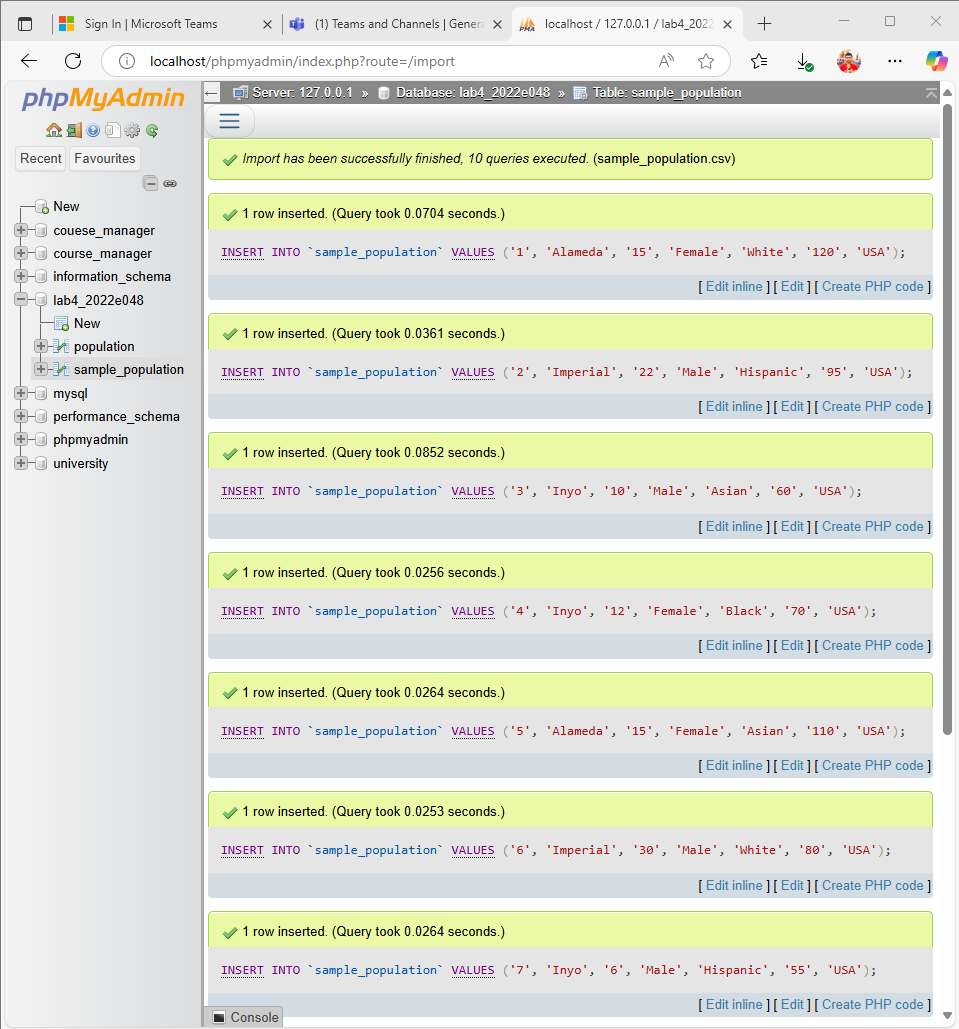 Sign In | Microsoft Teams
(1) Teams and Channels | Gener
localhost / 127.0.0.1 / lab4_2022
localhost/phpmyadmin/index.php?route=/import
phpMyAdmin
Recent
Favourites
New
couese_manager
course_manager
information_schema
lab4_2022e048
New
population
sample_population
mysql
performance_schema
phpmyadmin
university
Server: 127.0.0.1 » Database: lab4_2022e048 » Table: sample_population
Import has been successfully finished, 10 queries executed. (sample_population.csv)
1 row inserted. (Query took 0.0704 seconds.)
INSERT INTO `sample_population` VALUES ('1', 'Alameda', '15', 'Female', 'White', '120', 'USA');
[ Edit inline ] [ Edit ] [ Create PHP code ]
1 row inserted. (Query took 0.0361 seconds.)
INSERT INTO `sample_population` VALUES ('2', 'Imperial', '22', 'Male', 'Hispanic', '95', 'USA');
[ Edit inline ] [ Edit ] [ Create PHP code ]
1 row inserted. (Query took 0.0852 seconds.)
INSERT INTO `sample_population` VALUES ('3', 'Inyo', '10', 'Male', 'Asian', '60', 'USA');
[ Edit inline ] [ Edit ] [ Create PHP code ]
1 row inserted. (Query took 0.0256 seconds.)
INSERT INTO `sample_population` VALUES ('4', 'Inyo', '12', 'Female', 'Black', '70', 'USA');
[ Edit inline ] [ Edit ] [ Create PHP code ]
1 row inserted. (Query took 0.0264 seconds.)
INSERT INTO `sample_population` VALUES ('5', 'Alameda', '15', 'Female', 'Asian', '110', 'USA');
[ Edit inline ] [ Edit ] [ Create PHP code ]
1 row inserted. (Query took 0.0253 seconds.)
INSERT INTO `sample_population` VALUES ('6', 'Imperial', '30', 'Male', 'White', '80', 'USA');
[ Edit inline ] [ Edit ] [ Create PHP code ]
1 row inserted. (Query took 0.0264 seconds.)
INSERT INTO `sample_population` VALUES ('7', 'Inyo', '6', 'Male', 'Hispanic', '55', 'USA');
[ Edit inline ] [ Edit ] [ Create PHP code ]
Console